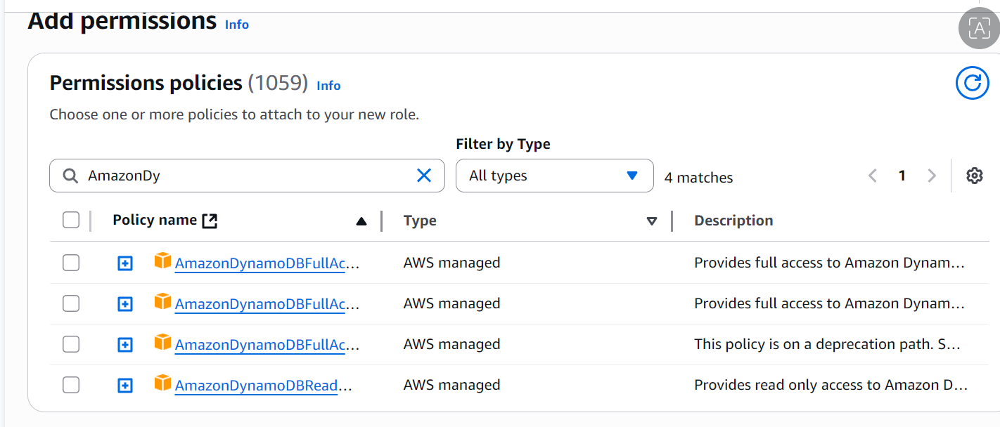 Add permissions Info
A
Permissions policies (1059) Info
Choose one or more policies to attach to your new role.
Filter by Type
AmazonDy All types 4 matches 1
Policy name Type Description
AmazonDynamoDBFullAc... AWS managed Provides full access to Amazon Dynam...
AmazonDynamoDBFullAc... AWS managed Provides full access to Amazon Dynam...
AmazonDynamoDBFullAc... AWS managed This policy is on a deprecation path. S...
AmazonDynamoDBRead... AWS managed Provides read only access to Amazon D...